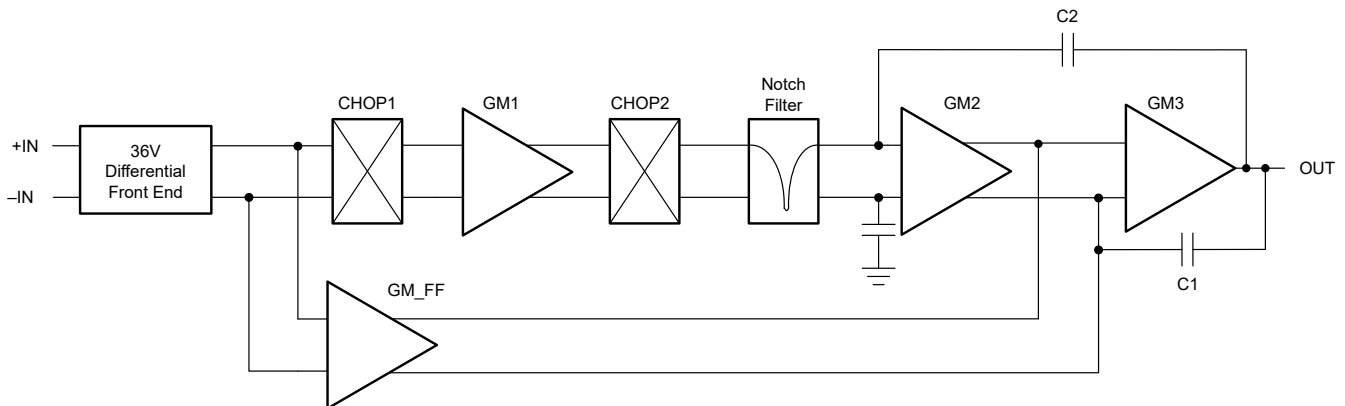 C2
Notch
Filter
CHOP1
GM1
CHOP2
GM2
GM3
+IN
–IN
36V
Differential
Front End
OUT
C1
GM_FF